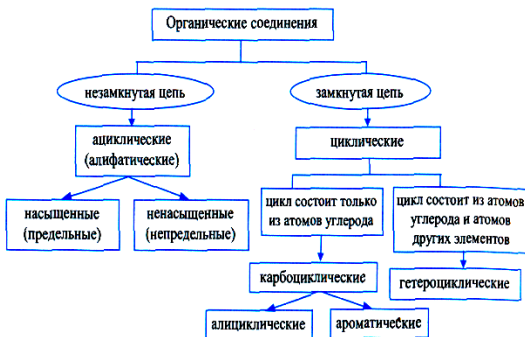 Органические соединения
незамкнутая цепь
замкнутая цепь
ациклические
(алифатические)
циклические
насыщенные
(предельные)
ненасыщенные
(непредельные)
цикл состоит только
из атомов углерода
цикл состоит из атомов
углерода и атомов
других элементов
карбоциклические
гетероциклические
алициклические
ароматические